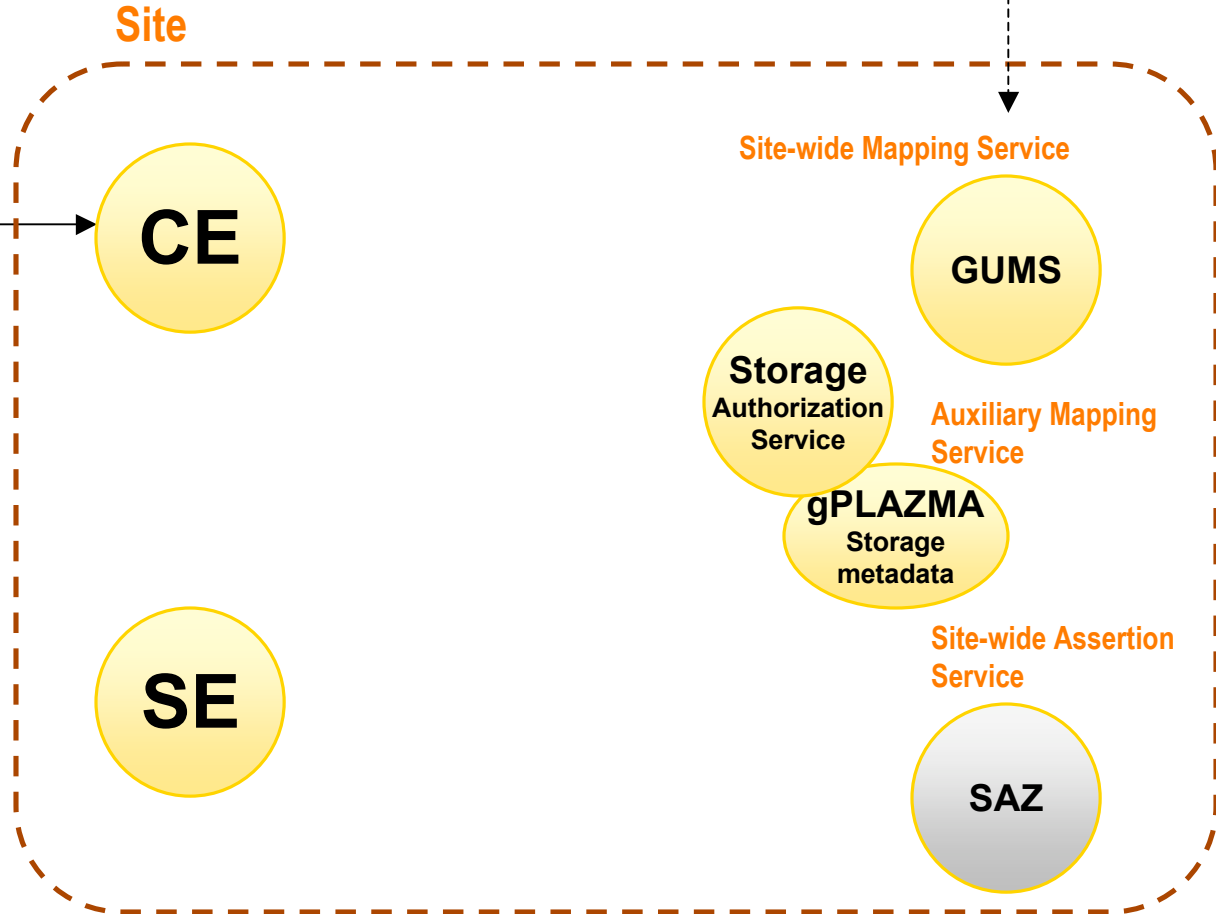 Site
Site-wide Mapping Service
CE
GUMS
Storage
Authorization
Service
Auxiliary Mapping
Service
gPLAZMA
Storage
metadata
Site-wide Assertion
Service
SE
SAZ